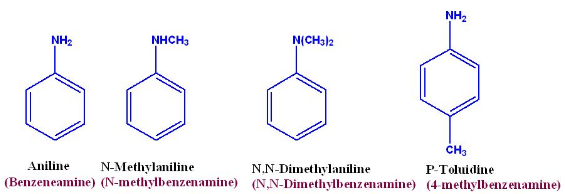 NH2
NHCH3
N(CH3)2
NH2
CH3
Aniline
(Benzeneamine)
N-Methylaniline
(N-methylbenzenamine)
N,N-Dimethylaniline
(N,N-Dimethylbenzenamine)
P-Toluidine
(4-methylbenzenamine)